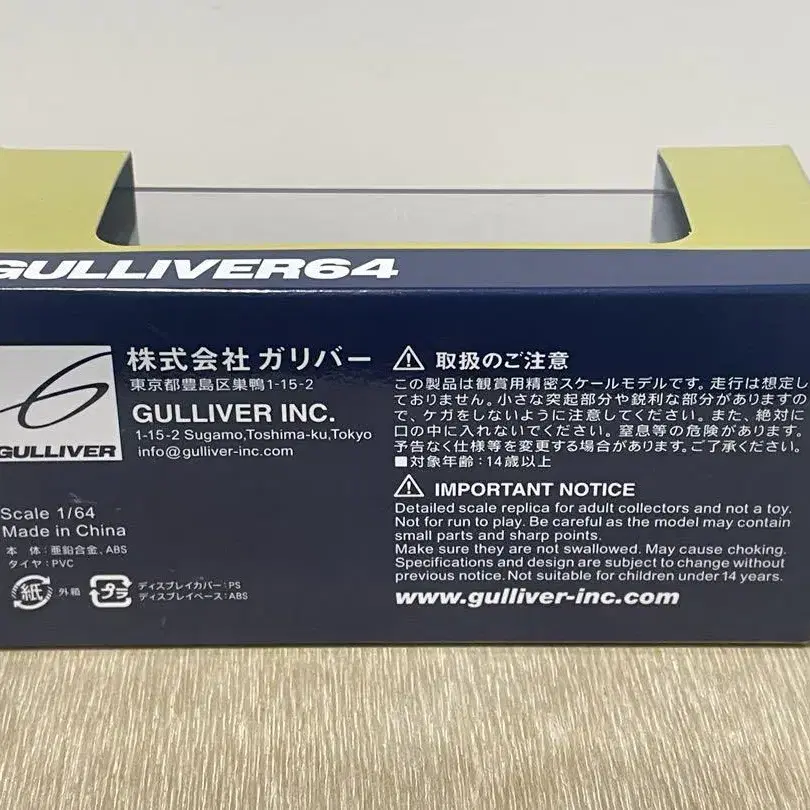 GULLIVER64
株式会社 ガリバー
東京都豊島区巣鴨1-15-2
GULLIVER INC.
1-15-2 Sugamo,Toshima-ku,Tokyo
info@gulliver-inc.com
GULLIVER
Scale 1/64
Made in China
本 体:亜鉛合金、ABS
タイヤ:PVC
紙 外箱
プラ
ディスプレイカバー:PS
ディスプレイベース:ABS
取扱のご注意
この製品は観賞用精密スケールモデルです。走行は想定し
ておりません。小さな突起部分や鋭利な部分がありますの
で、ケガをしないように注意してください。また、絶対に
口の中に入れないでください。窒息等の危険があります。
予告なく仕様等を変更する場合があります。ご了承ください。
■対象年齢:14歳以上
IMPORTANT NOTICE
Detailed scale replica for adult collectors and not a toy.
Not for run to play. Be careful as the model may contain
small parts and sharp points.
Make sure they are not swallowed. May cause choking.
Specifications and design are subject to change without
previous notice. Not suitable for children under 14 years.
www.gulliver-inc.com